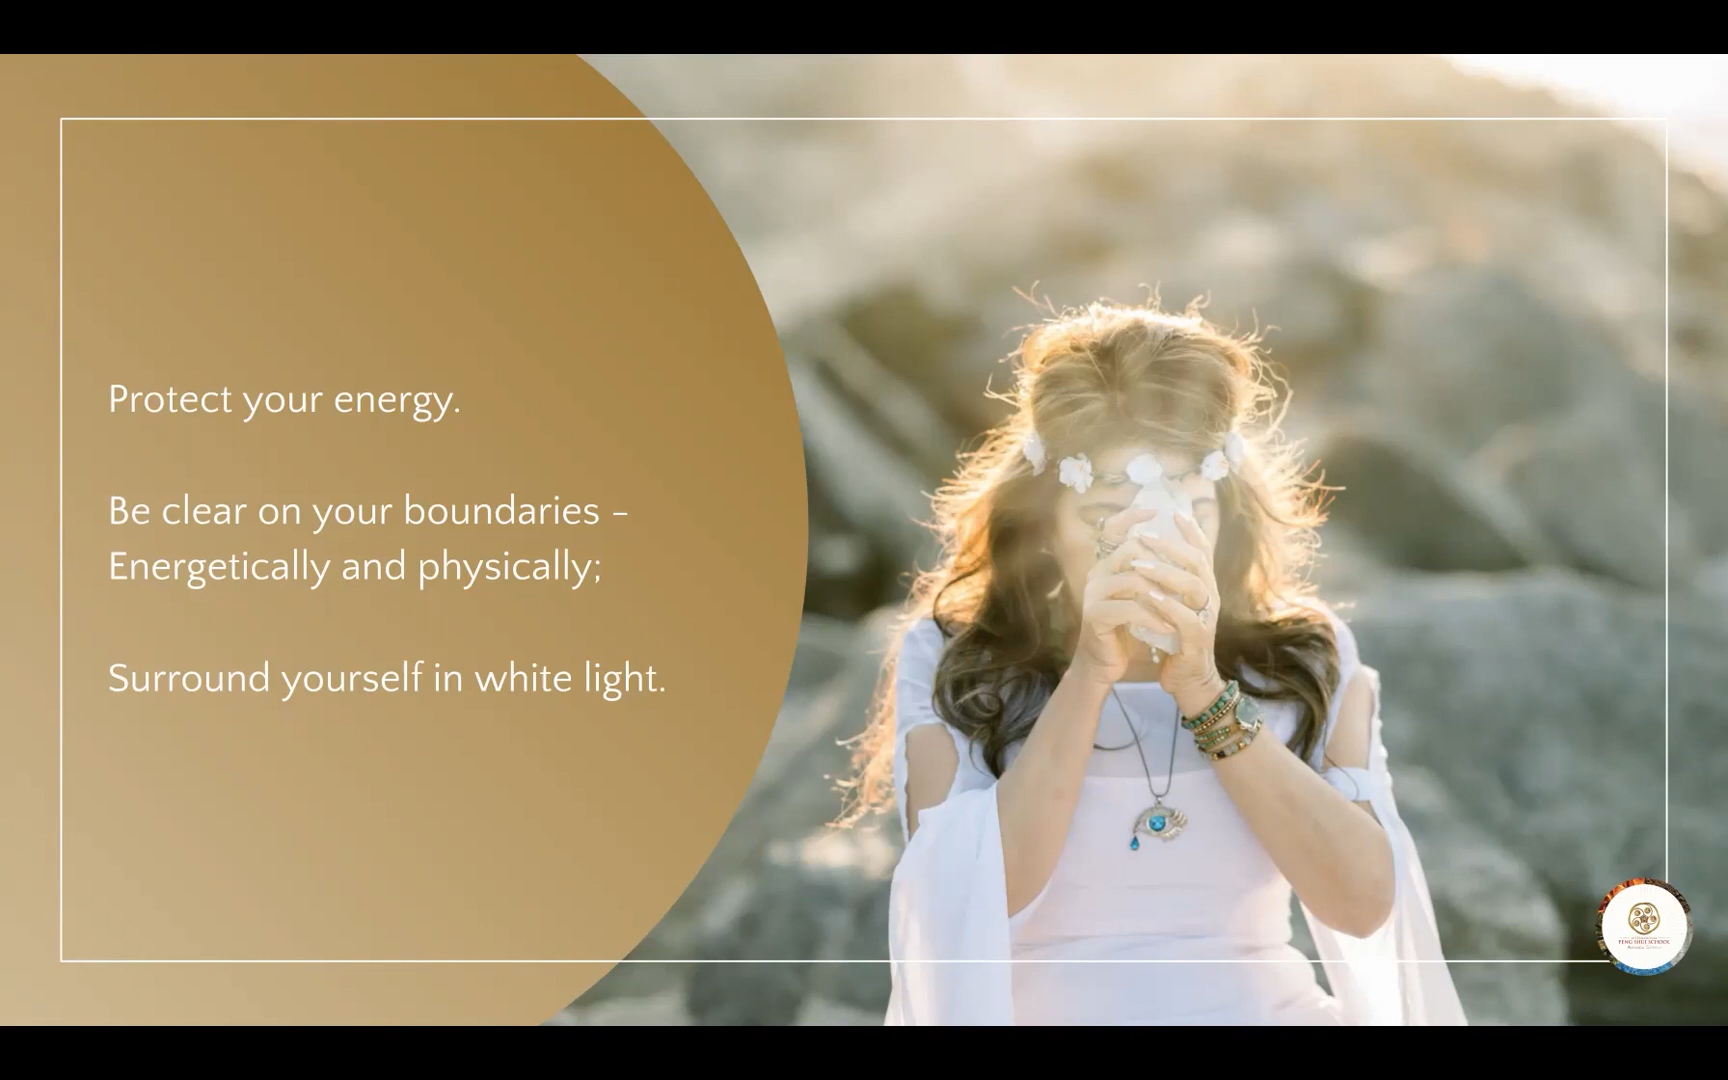 Protect your energy.
Be clear on your boundaries –
Energetically and physically;
Surround yourself in white light.
FENG SHUI SCHOOL